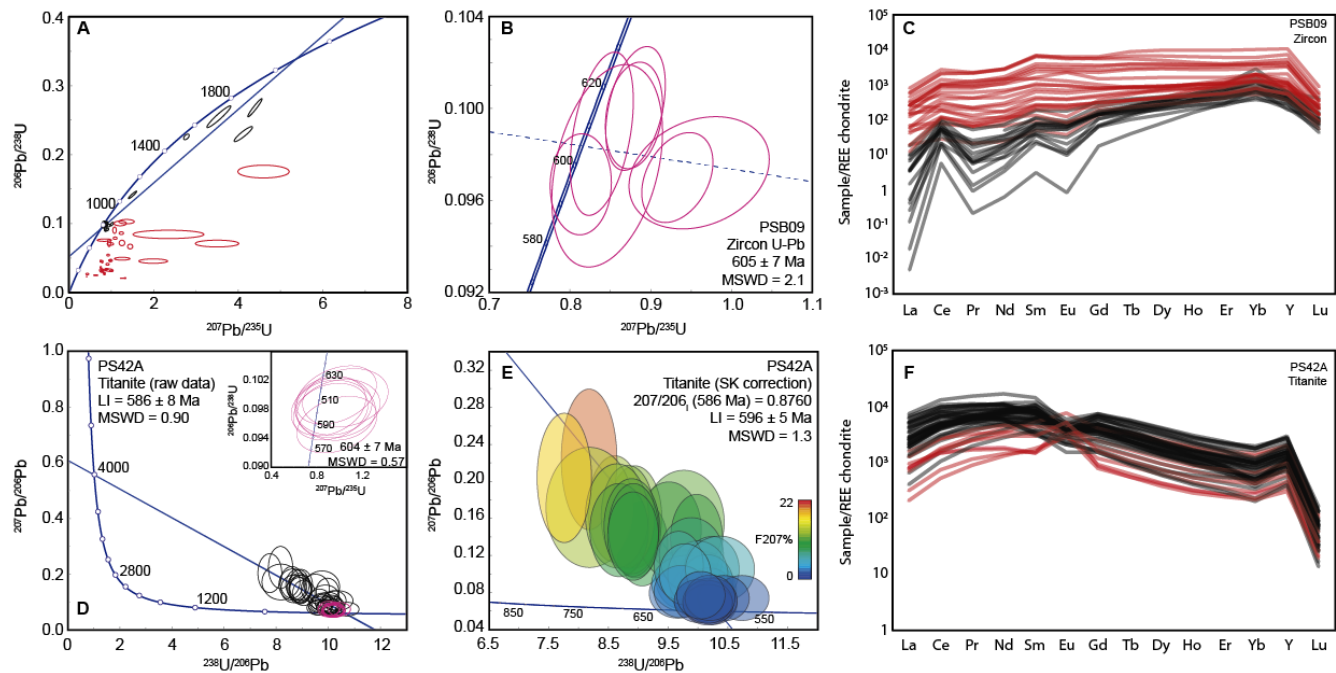 A
0.4
0.3
0.2
0.1
0
206Pb/238U
1800
1400
1000
0 2 4 6 8
207Pb/235U
B
0.104
0.100
0.096
0.092
206Pb/238U
620
600
580
PSB09
Zircon U-Pb
605 ± 7 Ma
MSWD = 2.1
0.7 0.8 0.9 1.0 1.1
207Pb/235U
C
PSB09
Zircon
10^5
10^4
10^3
10^2
10^1
1
10^-1
10^-2
10^-3
Sample/REE chondrite
La Ce Pr Nd Sm Eu Gd Tb Dy Ho Er Yb Y Lu
1.0
0.8
0.6
0.4
0.2
0
207Pb/206Pb
PS42A
Titanite (raw data)
LI = 586 ± 8 Ma
MSWD = 0.90
4000
2800
1200
D
0 2 4 6 8 10 12
238U/206Pb
0.102
0.098
0.094
0.090
206Pb/238U
630
510
590
570
604 ± 7 Ma
MSWD = 0.57
0.4 0.8 1.2
207Pb/235U
E
PS42A
Titanite (SK correction)
207/206I (586 Ma) = 0.8760
LI = 596 ± 5 Ma
MSWD = 1.3
0.32
0.28
0.24
0.20
0.16
0.12
0.08
0.04
207Pb/206Pb
22
F207%
0
850 750 650 550
6.5 7.5 8.5 9.5 10.5 11.5
238U/206Pb
F
PS42A
Titanite
10^5
10^4
10^3
10^2
10
1
Sample/REE chondrite
La Ce Pr Nd Sm Eu Gd Tb Dy Ho Er Yb Y Lu